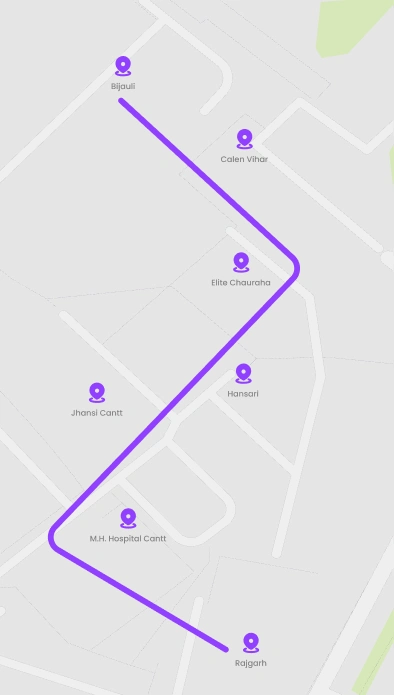 Bijauli
Calen Vihar
Elite Chauraha
Hansari
Jhansi Cantt
M.H. Hospital Cantt
Rajgarh